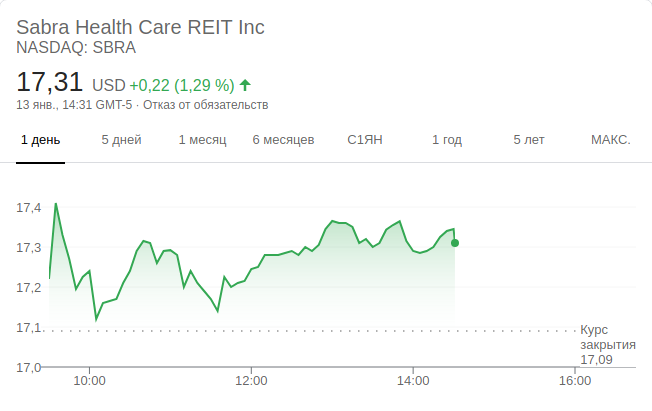 Sabra Health Care REIT Inc
NASDAQ: SBRA
17,31 USD +0,22 (1,29 %)
13 янв., 14:31 GMT-5 · Отказ от обязательств
1 день 5 дней 1 месяц 6 месяцев С1ЯН 1 год 5 лет МАКС.
17,4
17,3
17,2
17,1
17,0
Курс
закрытия
17,09
10:00 12:00 14:00 16:00